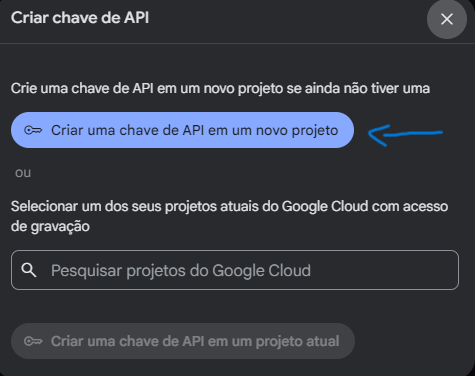 Criar chave de API
Crie uma chave de API em um novo projeto se ainda não tiver uma
Criar uma chave de API em um novo projeto
ou
Selecionar um dos seus projetos atuais do Google Cloud com acesso
de gravação
Pesquisar projetos do Google Cloud
Criar uma chave de API em um projeto atual